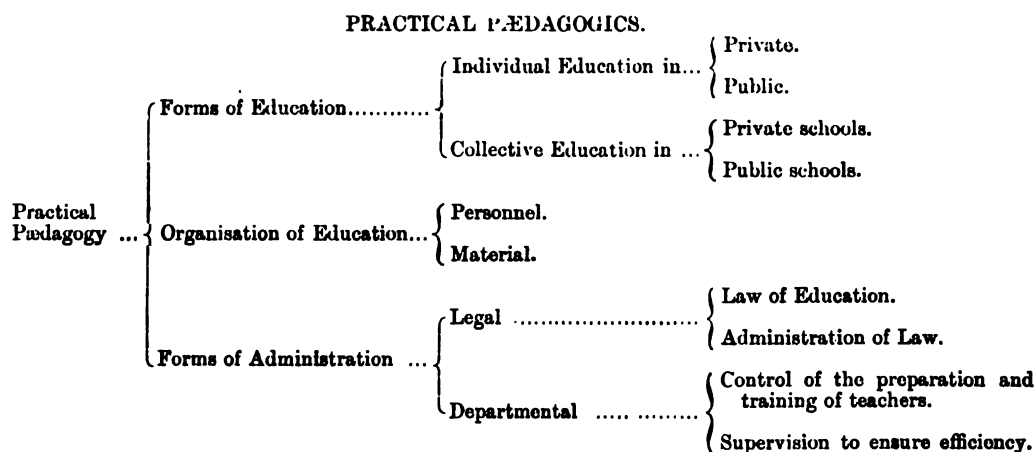 PRACTICAL PÆDAGOGICS.
Private.
Individual Education in...
Public.
Forms of Education............
Private schools.
Collective Education in ...
Public schools.
Practical
Pædagogy ...
Personnel.
Organisation of Education...
Material.
Law of Education.
Legal ........................
Administration of Law.
Forms of Administration ...
Control of the preparation and
training of teachers.
Departmental ..... .........
Supervision to ensure efficiency.